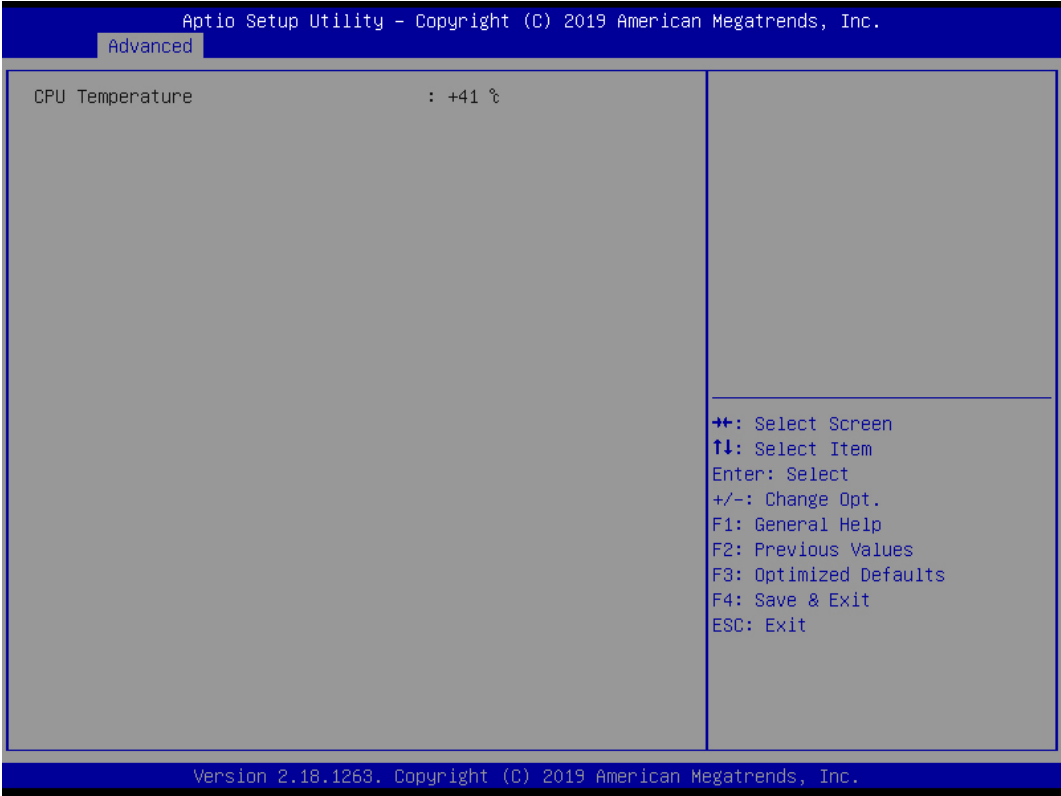 Aptio Setup Utility – Copyright (C) 2019 American Megatrends, Inc.
Advanced
CPU Temperature : +41 ℃
→←: Select Screen
↑↓: Select Item
Enter: Select
+/-: Change Opt.
F1: General Help
F2: Previous Values
F3: Optimized Defaults
F4: Save & Exit
ESC: Exit
Version 2.18.1263. Copyright (C) 2019 American Megatrends, Inc.